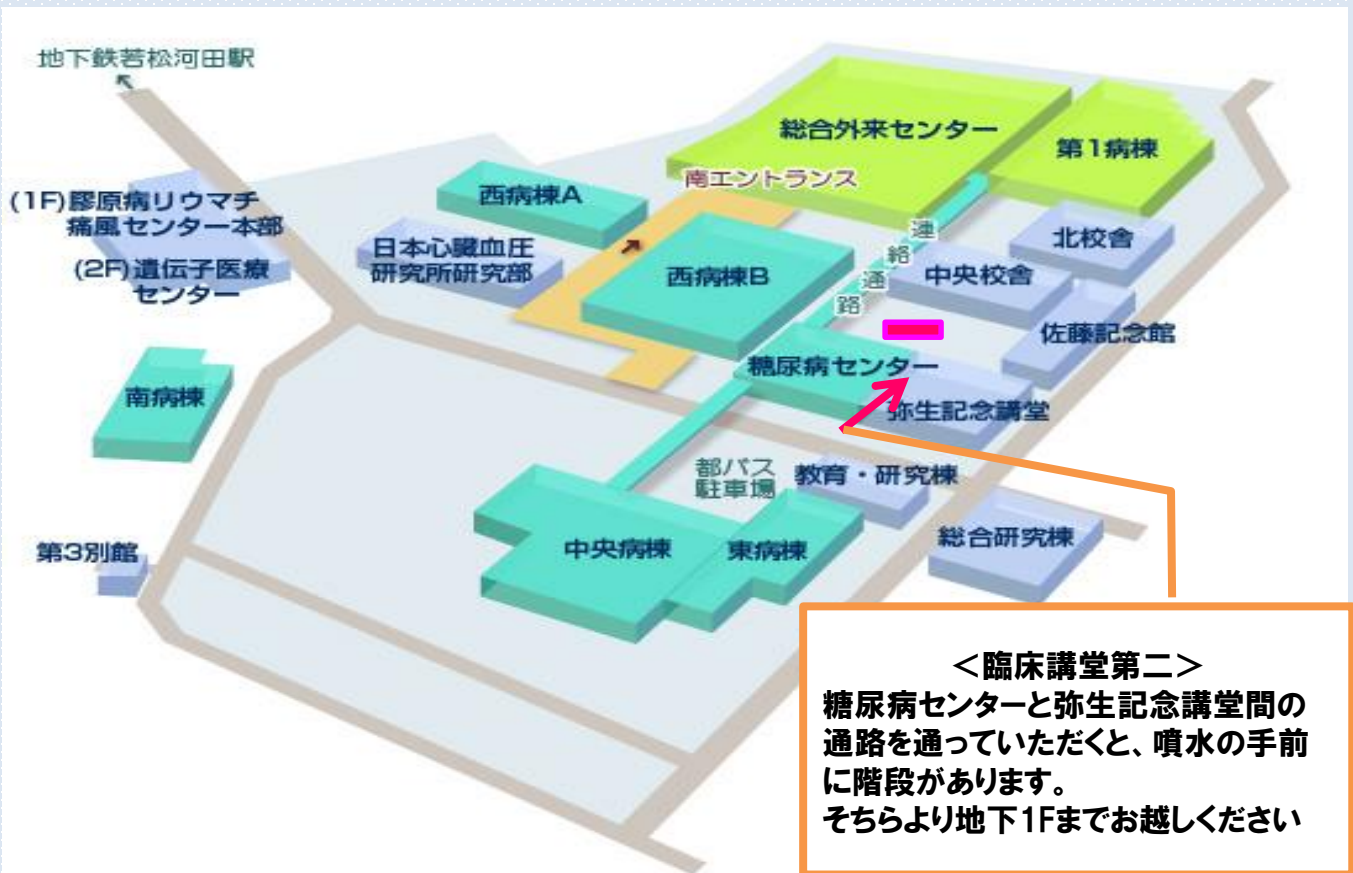 地下鉄若松河田駅
総合外来センター
第1病棟
南エントランス
西病棟A
(1F)膠原病リウマチ
痛風センター本部
(2F)遺伝子医療
センター
日本心臓血圧
研究所研究部
西病棟B
連絡通路
北校舎
中央校舎
佐藤記念館
糖尿病センター
弥生記念講堂
南病棟
都バス
駐車場
教育・研究棟
中央病棟
東病棟
総合研究棟
第3別館
＜臨床講堂第二＞
糖尿病センターと弥生記念講堂間の
通路を通っていただくと、噴水の手前
に階段があります。
そちらより地下1Fまでお越しください